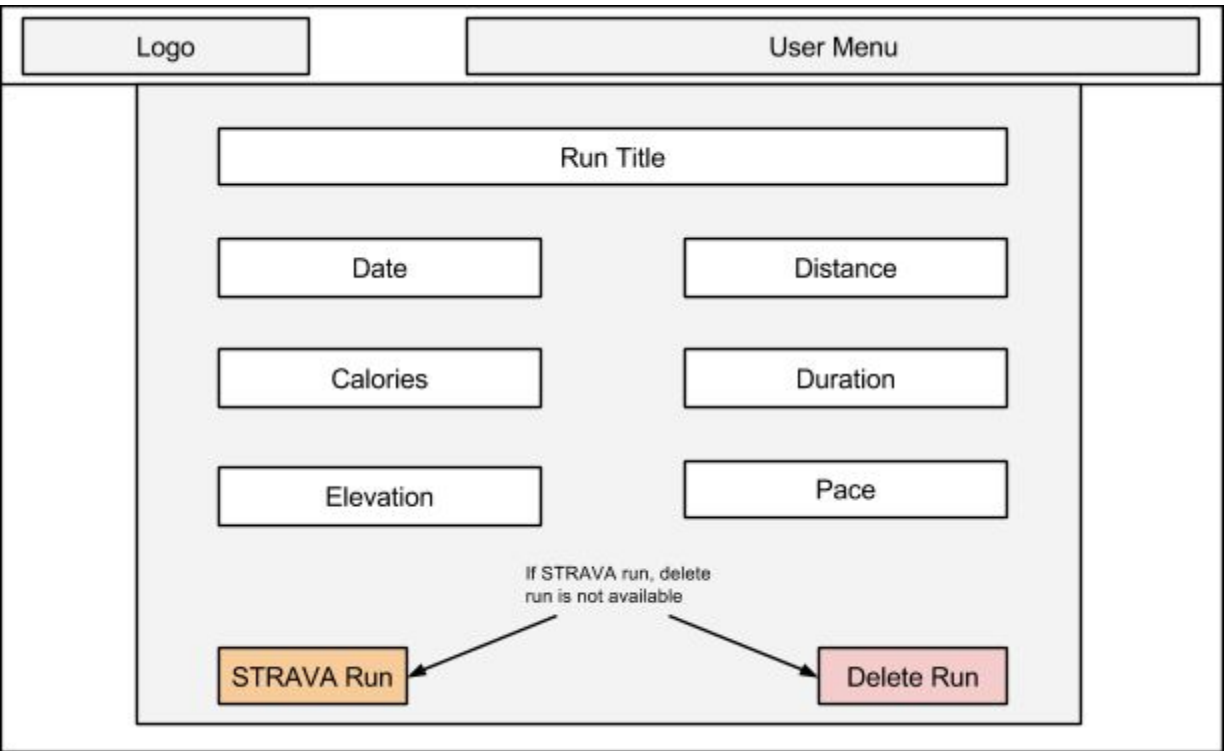 Logo
User Menu
Run Title
Date
Distance
Calories
Duration
Elevation
Pace
If STRAVA run, delete
run is not available
STRAVA Run
Delete Run